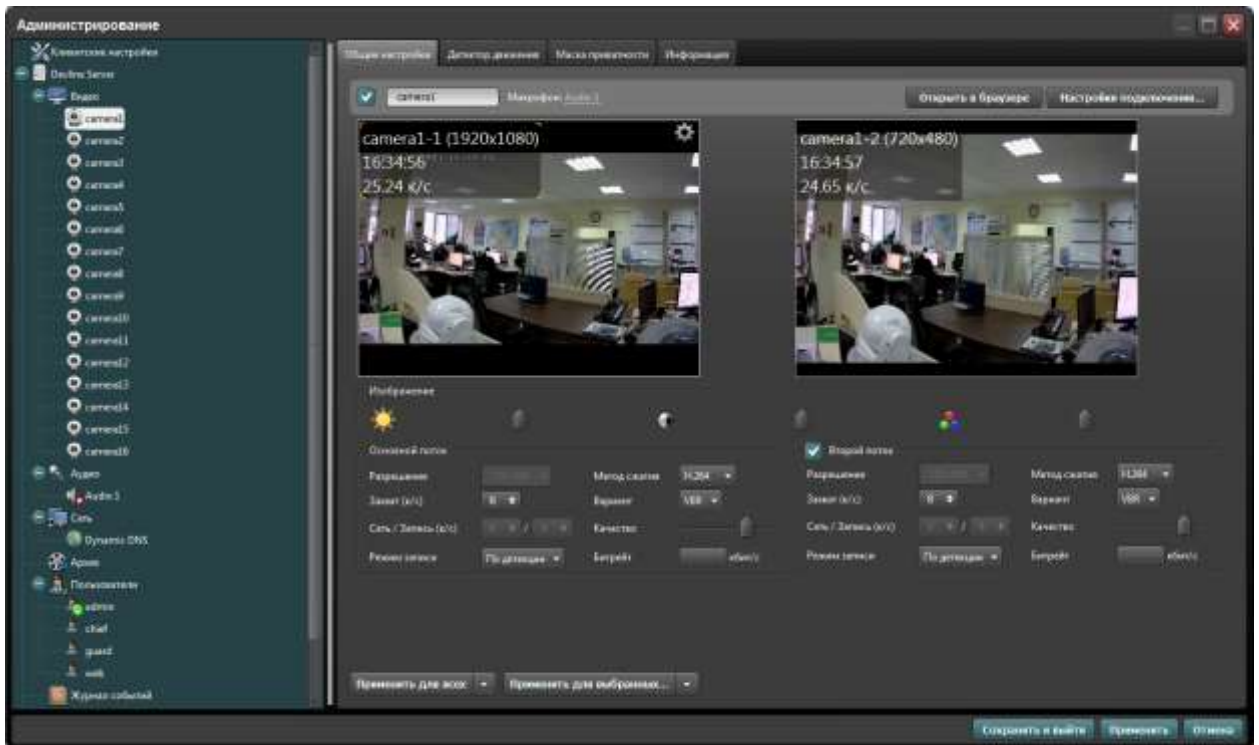 Администрирование
Клиентские настройки
Devline Server
Видео
camera1
camera2
camera3
camera4
camera5
camera6
camera7
camera8
camera9
camera10
camera11
camera12
camera13
camera14
camera15
camera16
Аудио
Audio 1
Сеть
Dynamic DNS
Архив
Пользователи
admin
chief
guard
web
Журнал событий
Общие настройки Детектор движения Маска приватности Информация
camera1 Микрофон: Audio 1 Открыть в браузере Настройки подключения...
camera1-1 (1920x1080)
16:34:56
25.24 к/с
camera1-2 (720x480)
16:34:57
24.65 к/с
Изображение
Основной поток
Разрешение Метод сжатия H.264
Захват (к/с) Вариант VBR
Сеть / Запись (к/с) / Качество
Режим записи По детекции Битрейт кбит/с
Второй поток
Разрешение Метод сжатия H.264
Захват (к/с) Вариант VBR
Сеть / Запись (к/с) / Качество
Режим записи По детекции Битрейт кбит/с
Применить для всех Применить для выбранных...
Сохранить и выйти Применить Отмена